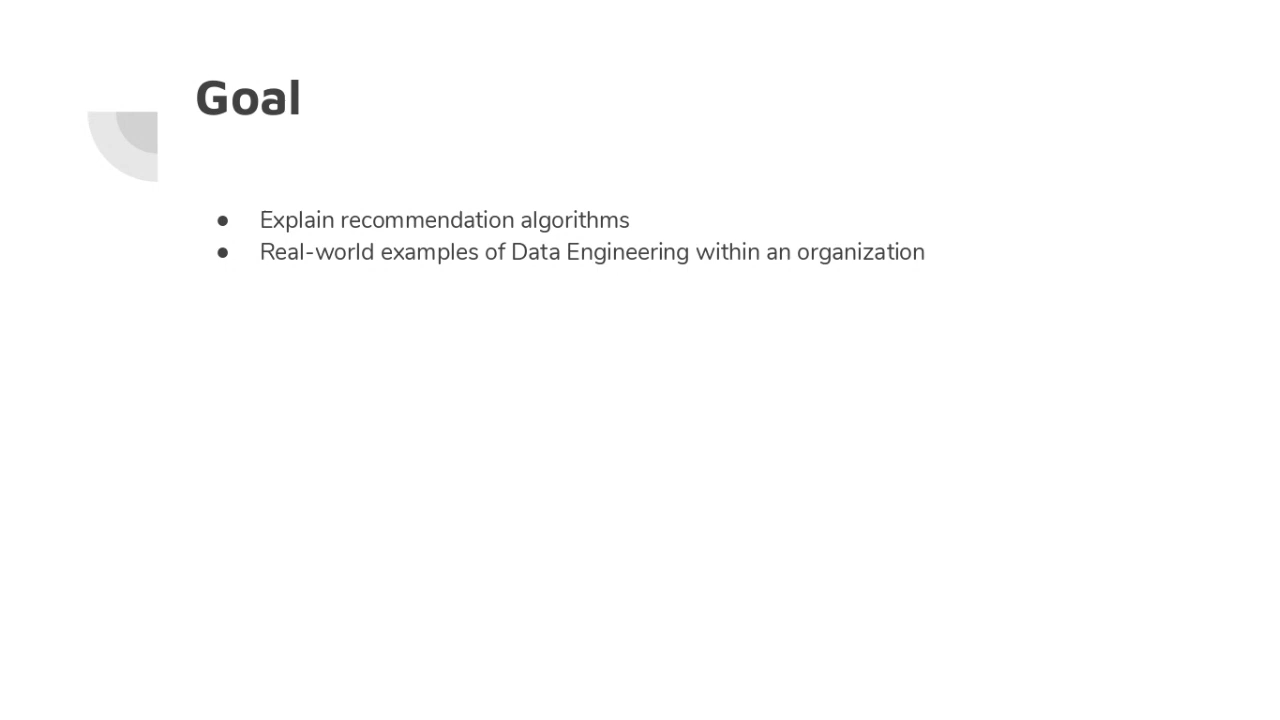 Goal
● Explain recommendation algorithms
● Real-world examples of Data Engineering within an organization